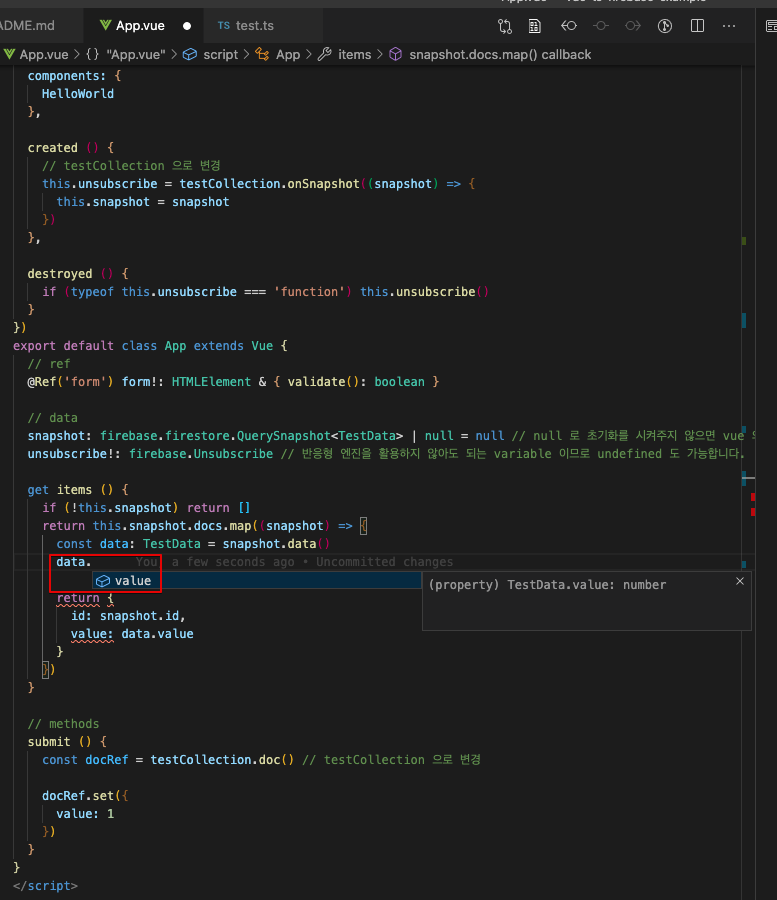 DME.md App.vue TS test.ts
App.vue > {} "App.vue" > script > App > items > snapshot.docs.map() callback
components: {
HelloWorld
},
created () {
// testCollection 으로 변경
this.unsubscribe = testCollection.onSnapshot((snapshot) => {
this.snapshot = snapshot
})
},
destroyed () {
if (typeof this.unsubscribe === 'function') this.unsubscribe()
}
})
export default class App extends Vue {
// ref
@Ref('form') form!: HTMLElement & { validate(): boolean }
// data
snapshot: firebase.firestore.QuerySnapshot<TestData> | null = null // null 로 초기화를 시켜주지 않으면 vue
unsubscribe!: firebase.Unsubscribe // 반응형 엔진을 활용하지 않아도 되는 variable 이므로 undefined 도 가능합니다.
get items () {
if (!this.snapshot) return []
return this.snapshot.docs.map((snapshot) => {
const data: TestData = snapshot.data()
data. You, a few seconds ago • Uncommitted changes
value
(property) TestData.value: number ×
return {
id: snapshot.id,
value: data.value
}
})
}
// methods
submit () {
const docRef = testCollection.doc() // testCollection 으로 변경
docRef.set({
value: 1
})
}
}
</script>